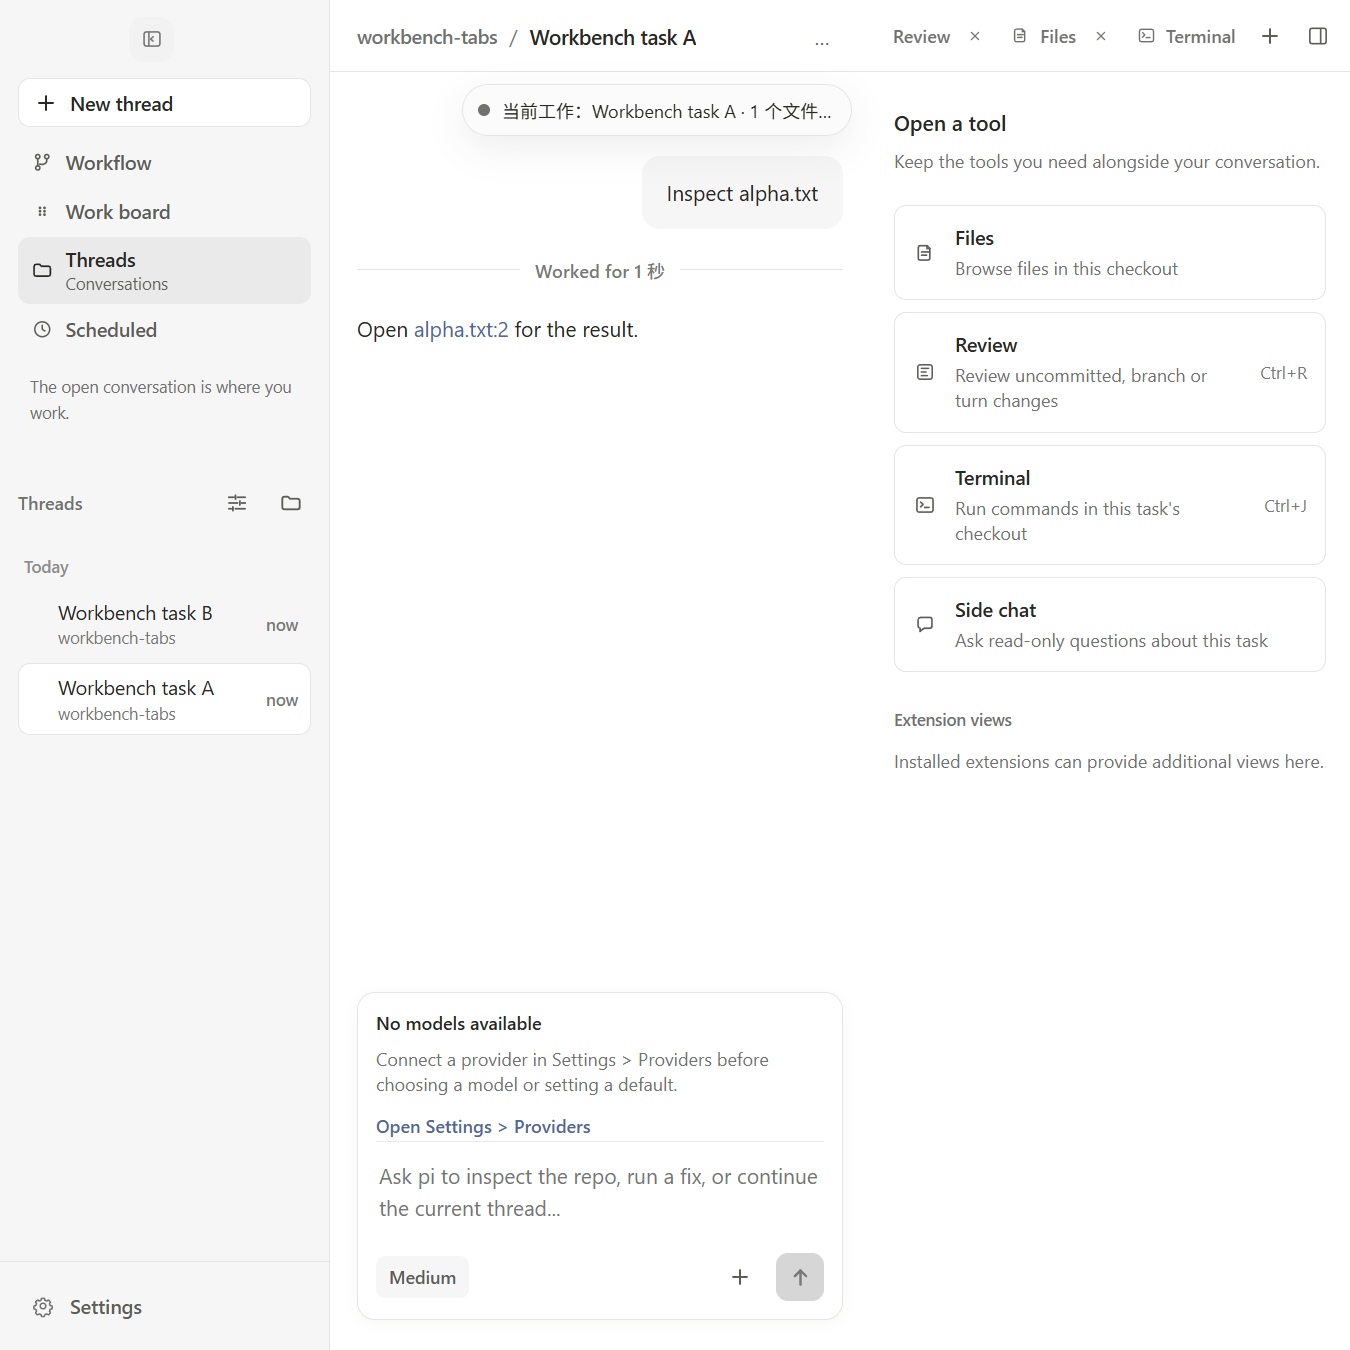 New thread
Workflow
Work board
Threads
Conversations
Scheduled
The open conversation is where you
work.
Threads
Today
Workbench task B
workbench-tabs
now
Workbench task A
workbench-tabs
now
Settings
workbench-tabs / Workbench task A
...
当前工作：Workbench task A · 1 个文件...
Inspect alpha.txt
Worked for 1 秒
Open alpha.txt:2 for the result.
No models available
Connect a provider in Settings > Providers before
choosing a model or setting a default.
Open Settings > Providers
Ask pi to inspect the repo, run a fix, or continue
the current thread...
Medium
Review × Files × Terminal
Open a tool
Keep the tools you need alongside your conversation.
Files
Browse files in this checkout
Review
Review uncommitted, branch or
turn changes
Ctrl+R
Terminal
Run commands in this task's
checkout
Ctrl+J
Side chat
Ask read-only questions about this task
Extension views
Installed extensions can provide additional views here.